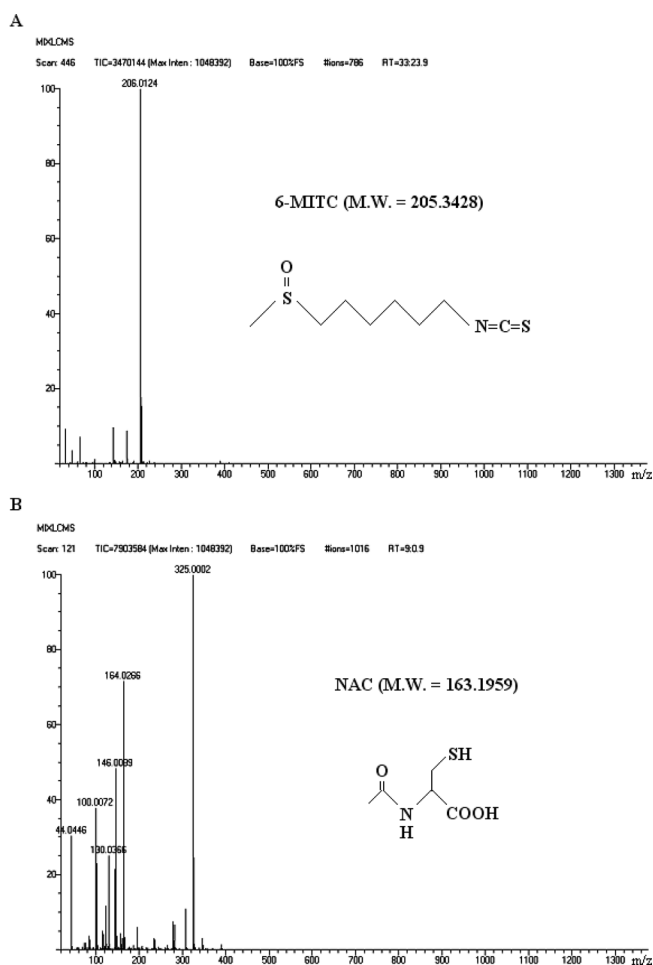 A
MIXLCMS
Scan: 446 TIC=3470144 (Max Inten : 1048392) Base=100%FS #ions=786 RT=33:23.9
100
206.0124
80
6-MITC (M.W. = 205.3428)
60
O
S
40
N=C=S
20
100 200 300 400 500 600 700 800 900 1000 1100 1200 1300 m/z
B
MIXLCMS
Scan: 121 TIC=7903584 (Max Inten : 1048392) Base=100%FS #ions=1016 RT=9:0.9
100
325.0002
80
164.0266
NAC (M.W. = 163.1959)
60
SH
146.0089
O
40
100.0072
N
COOH
H
44.0446
130.0366
20
100 200 300 400 500 600 700 800 900 1000 1100 1200 1300 m/z